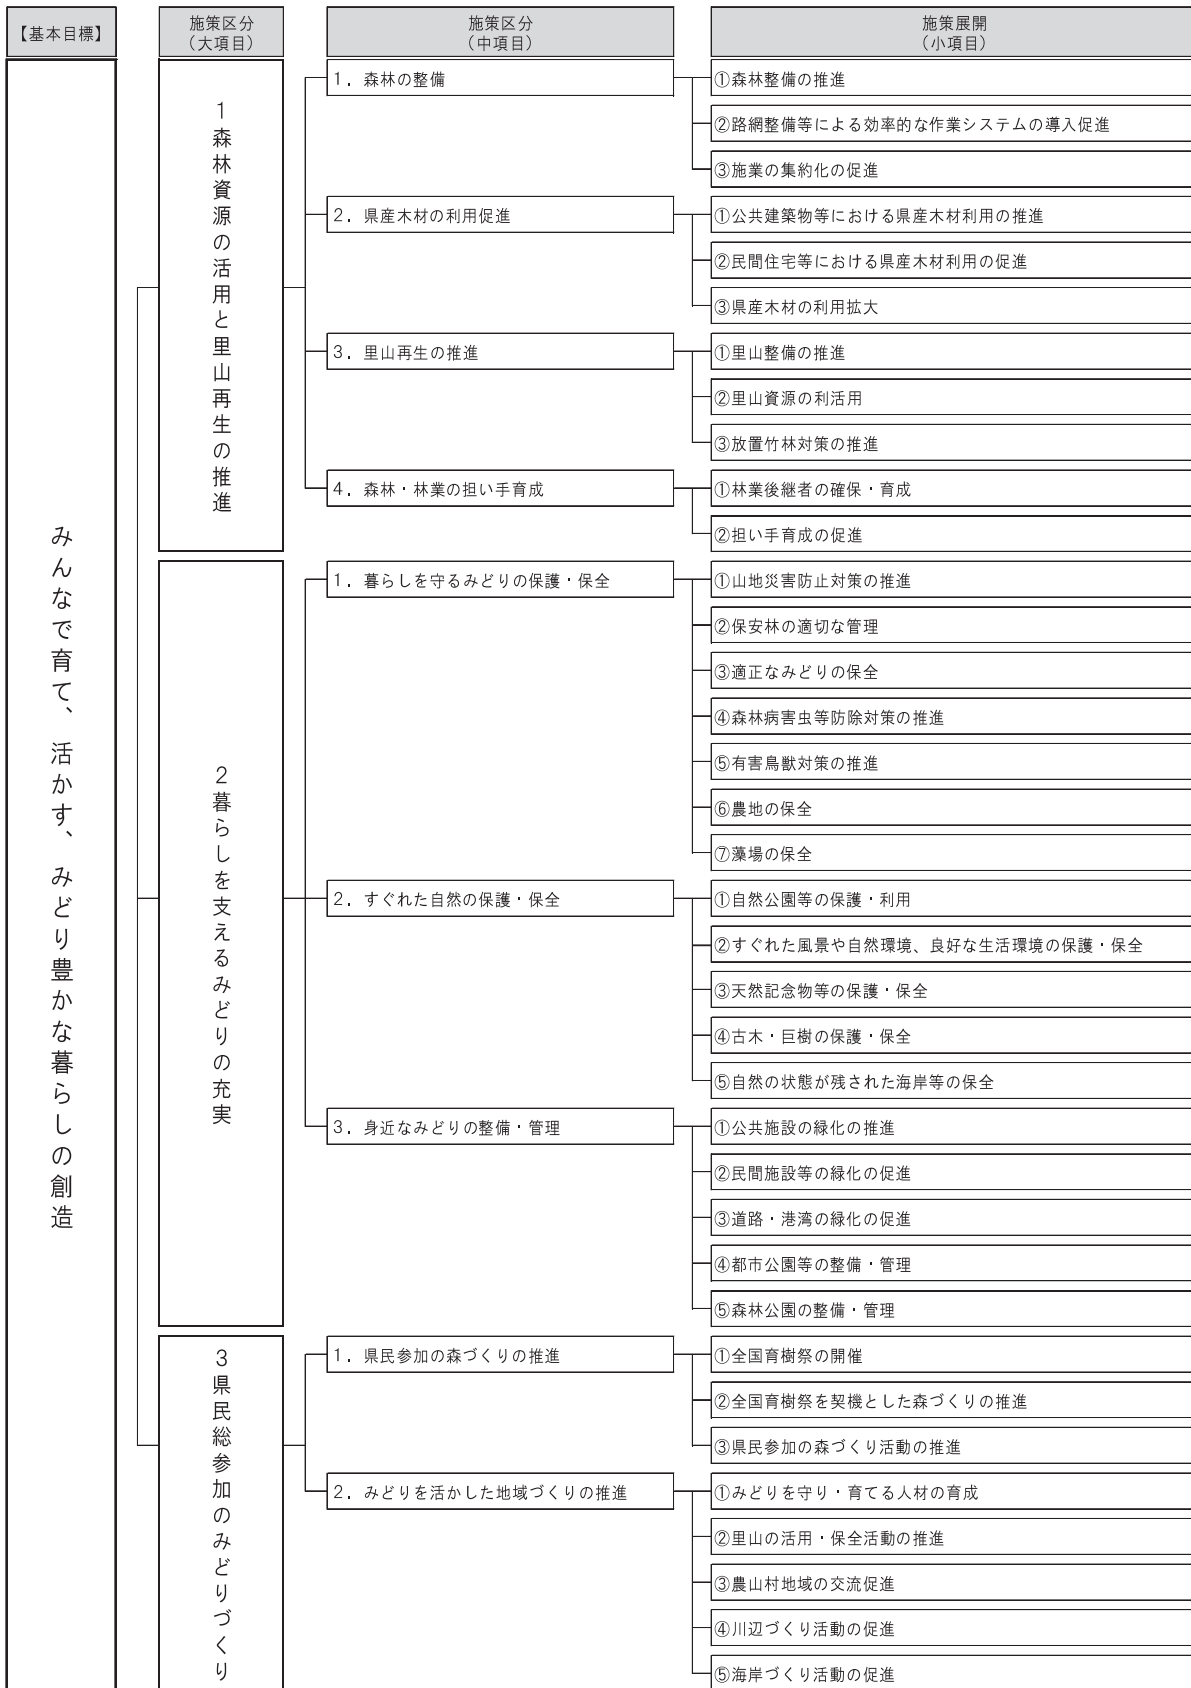 【基本目標】
施策区分
（大項目）
施策区分
（中項目）
施策展開
（小項目）
みんなで育て、活かす、みどり豊かな暮らしの創造
1森林資源の活用と里山再生の推進
1．森林の整備
①森林整備の推進
②路網整備等による効率的な作業システムの導入促進
③施業の集約化の促進
2．県産木材の利用促進
①公共建築物等における県産木材利用の推進
②民間住宅等における県産木材利用の促進
③県産木材の利用拡大
3．里山再生の推進
①里山整備の推進
②里山資源の利活用
③放置竹林対策の推進
4．森林・林業の担い手育成
①林業後継者の確保・育成
②担い手育成の促進
2暮らしを支えるみどりの充実
1．暮らしを守るみどりの保護・保全
①山地災害防止対策の推進
②保安林の適切な管理
③適正なみどりの保全
④森林病害虫等防除対策の推進
⑤有害鳥獣対策の推進
⑥農地の保全
⑦藻場の保全
2．すぐれた自然の保護・保全
①自然公園等の保護・利用
②すぐれた風景や自然環境、良好な生活環境の保護・保全
③天然記念物等の保護・保全
④古木・巨樹の保護・保全
⑤自然の状態が残された海岸等の保全
3．身近なみどりの整備・管理
①公共施設の緑化の推進
②民間施設等の緑化の促進
③道路・港湾の緑化の促進
④都市公園等の整備・管理
⑤森林公園の整備・管理
3県民総参加のみどりづくり
1．県民参加の森づくりの推進
①全国育樹祭の開催
②全国育樹祭を契機とした森づくりの推進
③県民参加の森づくり活動の推進
2．みどりを活かした地域づくりの推進
①みどりを守り・育てる人材の育成
②里山の活用・保全活動の推進
③農山村地域の交流促進
④川辺づくり活動の促進
⑤海岸づくり活動の促進